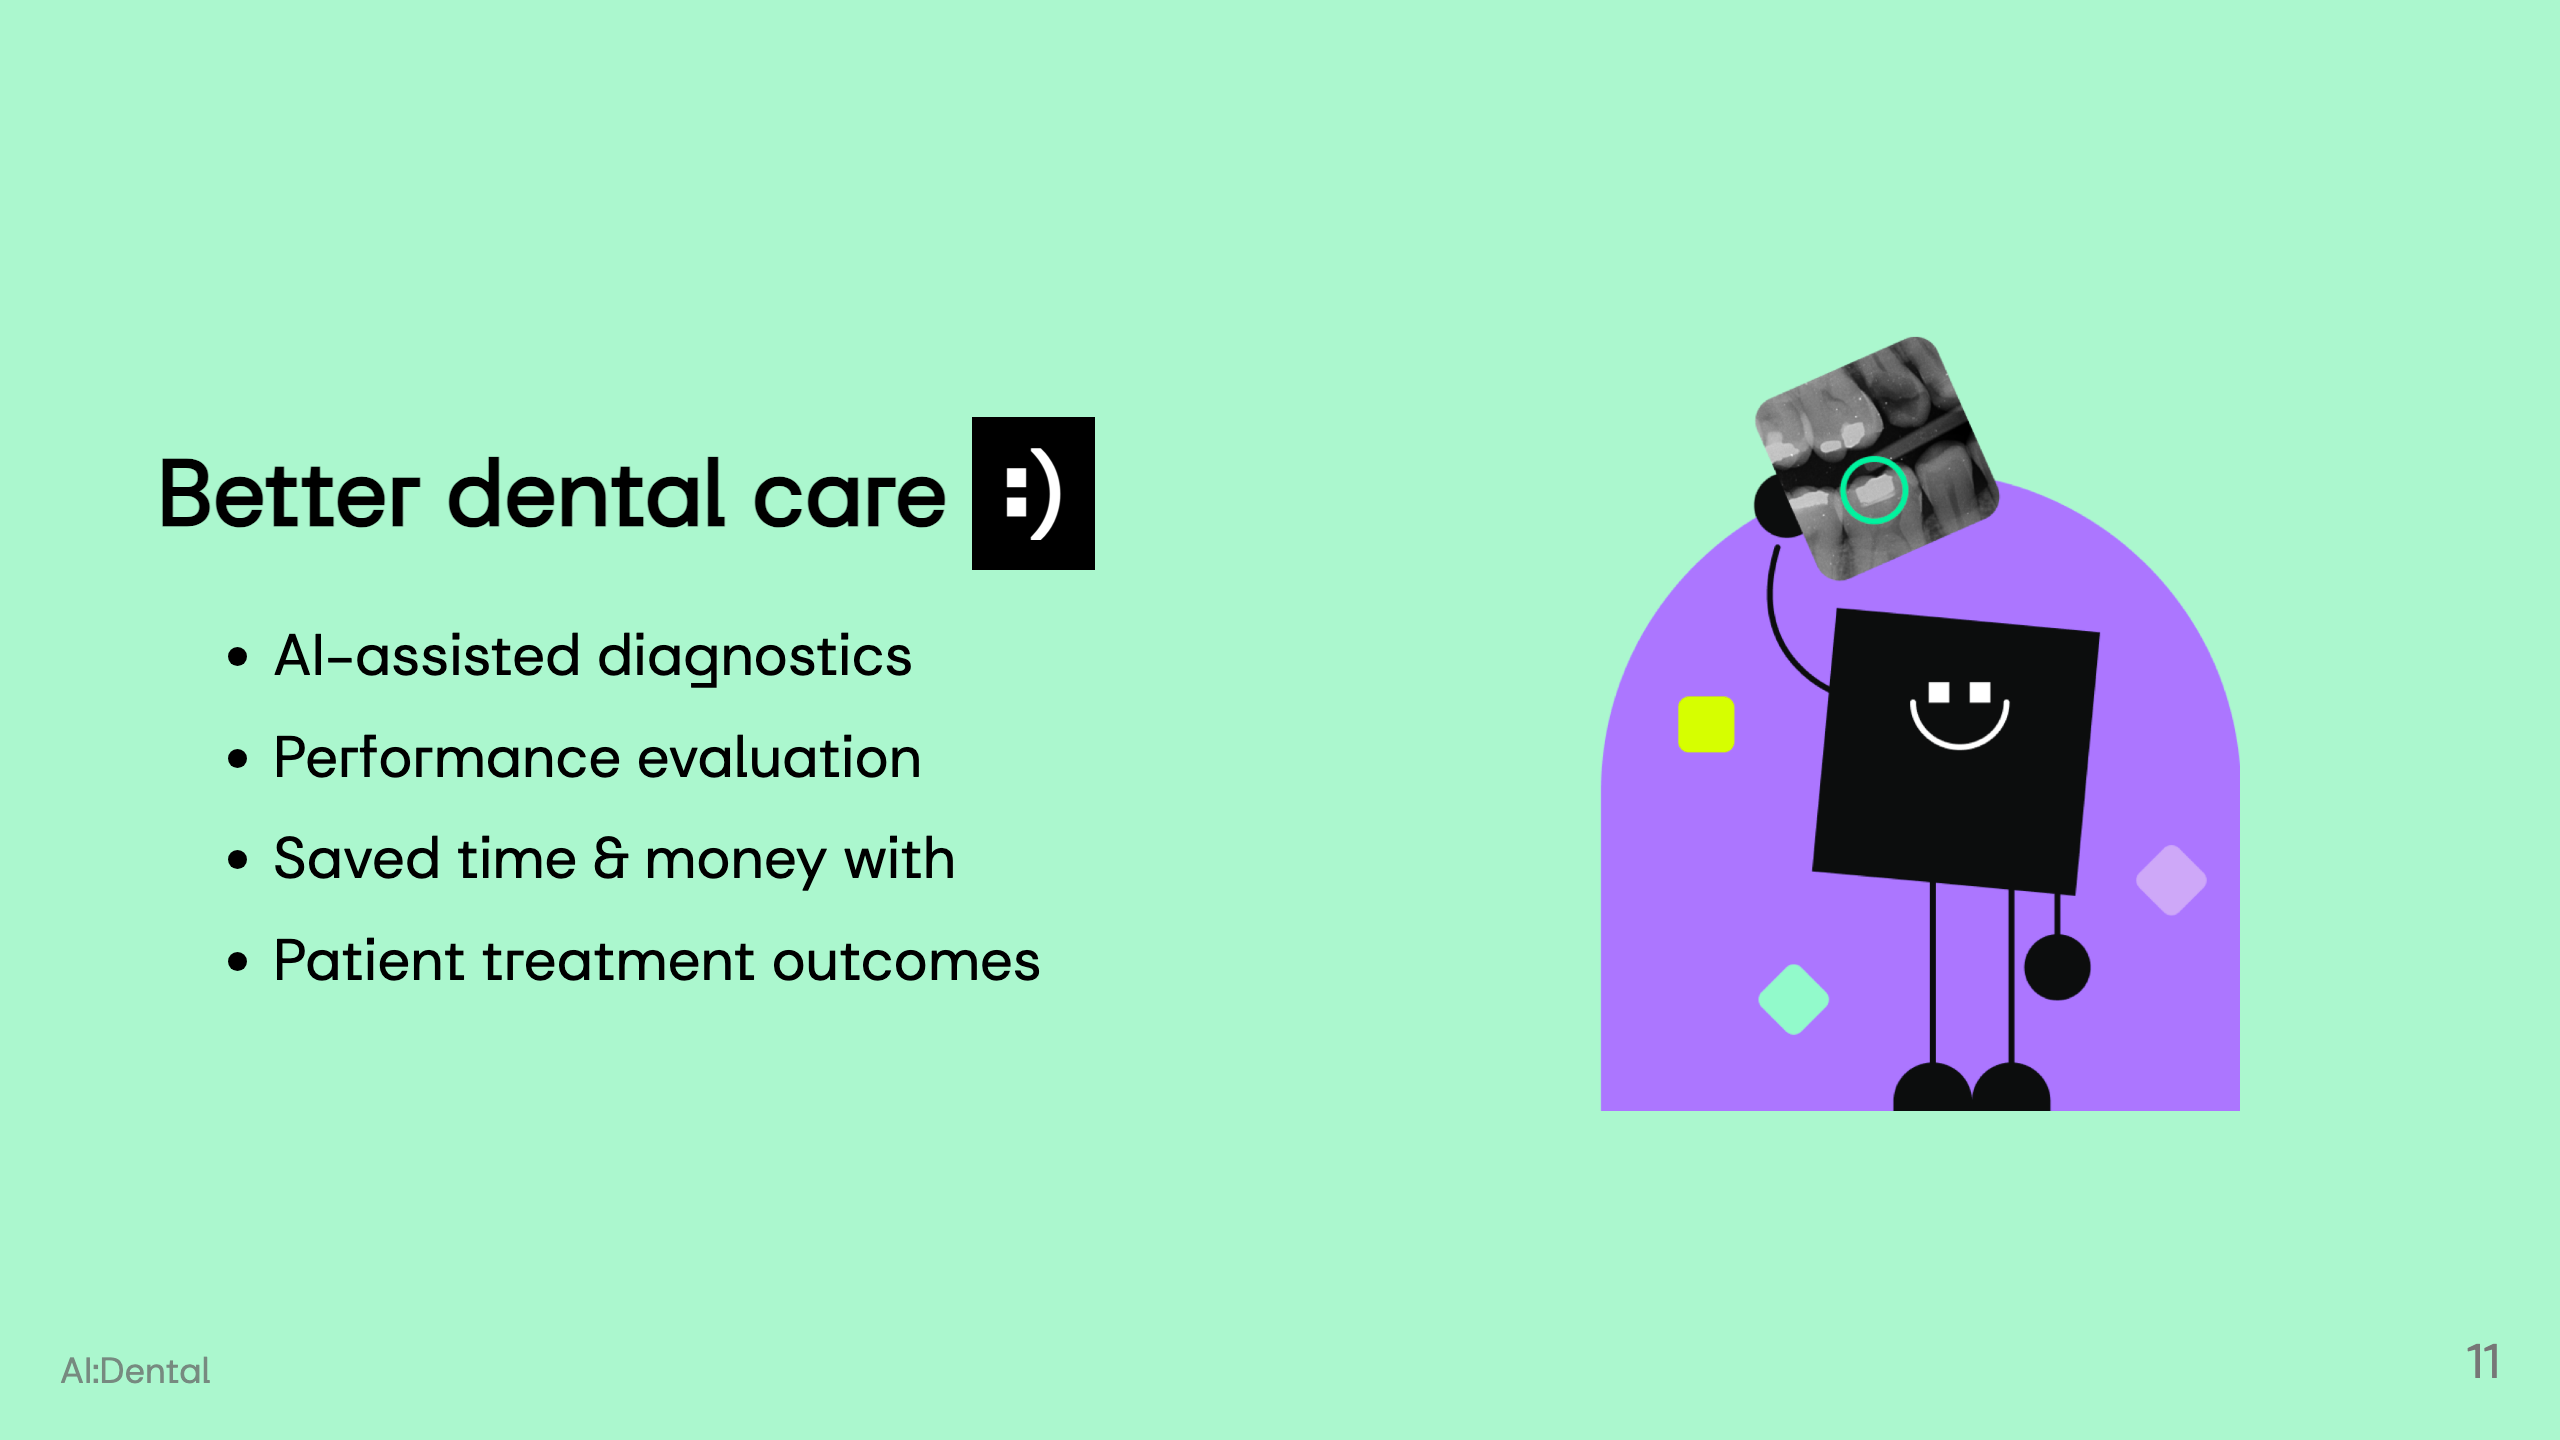 Better dental care :)
• AI-assisted diagnostics
• Performance evaluation
• Saved time & money with
• Patient treatment outcomes
AI:Dental
11